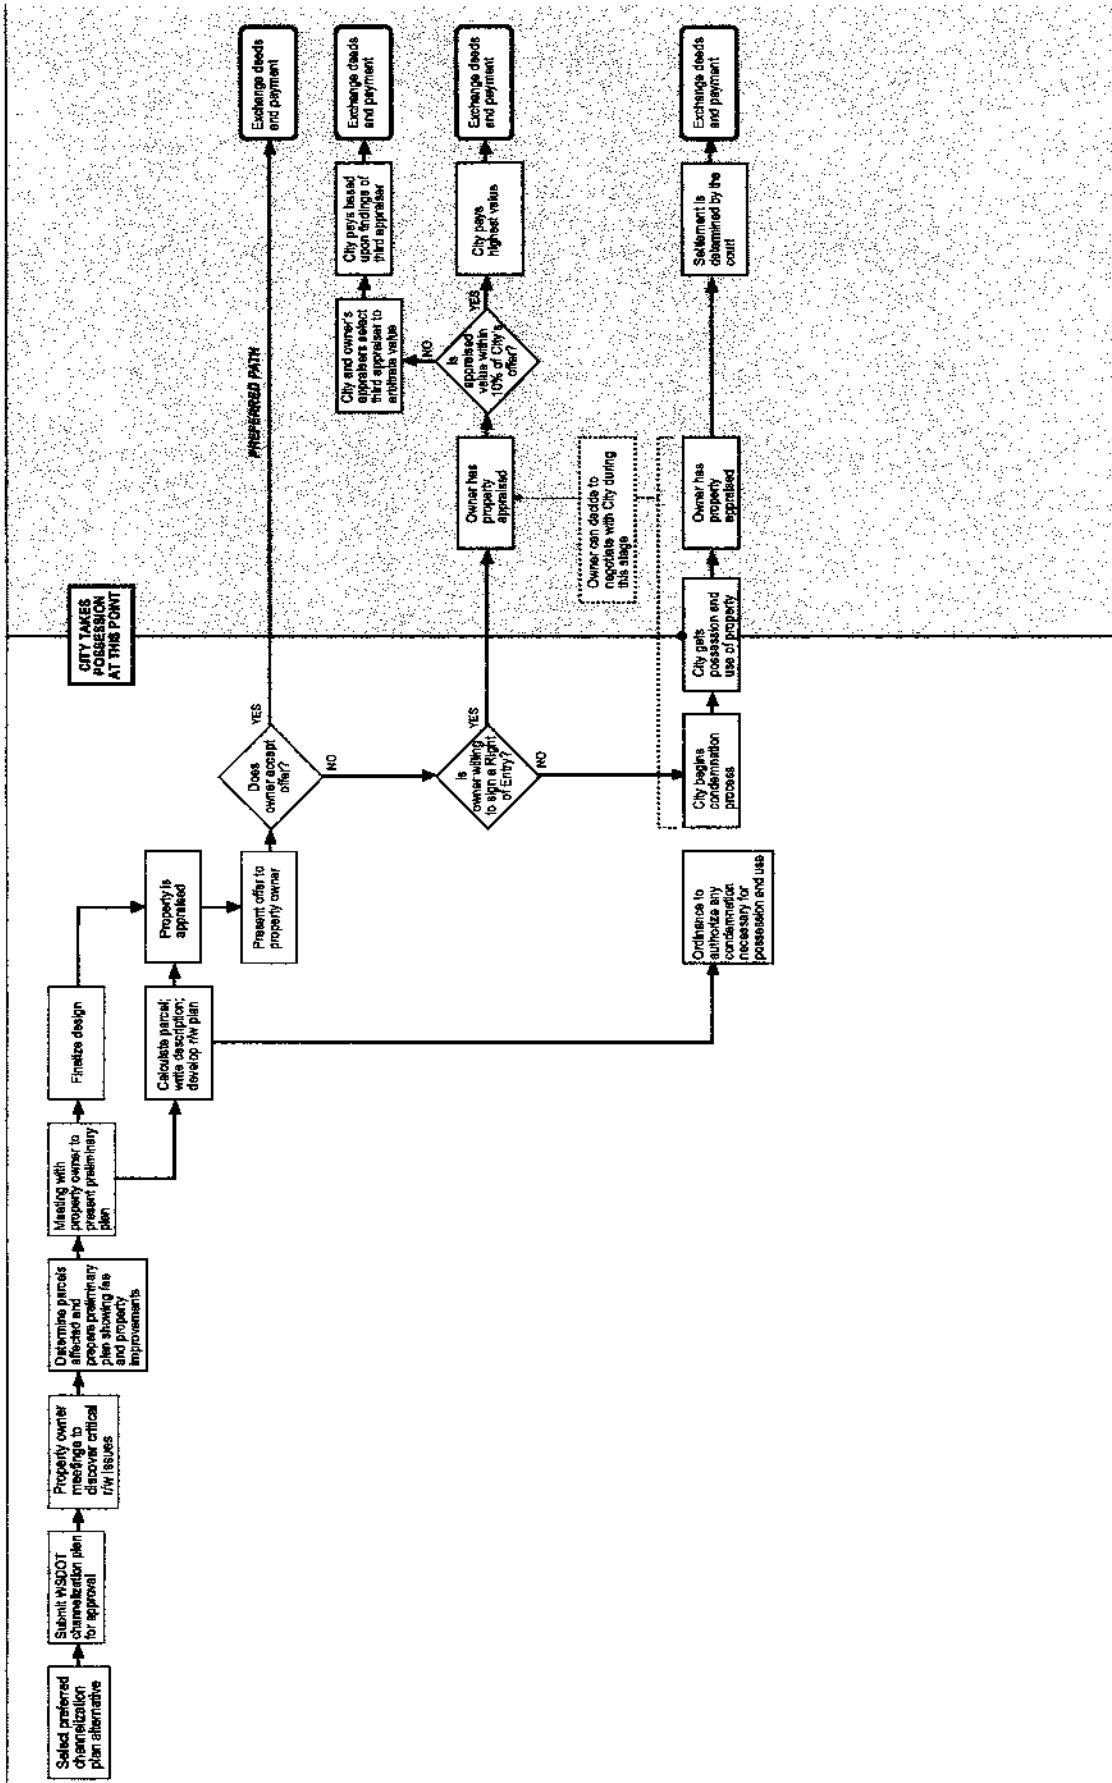 Select preferred
channelization
plan alternative
Submit WSDOT
channelization plan
for approval
Property owner
meetings to
discover critical
r/w issues
Determine parcels
affected and
prepare preliminary
plan showing fee
and property
improvements
Meeting with
property owner to
present preliminary
plan
Finalize design
Calculate parcel;
write description;
develop r/w plan
Property is
appraised
Present offer to
property owner
Ordinance to
authorize any
condemnation
necessary for
possession and use
Does
owner accept
offer?
YES
NO
PREFERRED PATH
Exchange deeds
and payment
CITY TAKES
POSSESSION
AT THIS POINT
Is
owner willing
to sign a Right
of Entry?
YES
NO
Owner has
property
appraised
Is
appraised
value within
10% of City's
offer?
NO
YES
City and owner's
appraisers select
third appraiser to
arbitrate value
City pays based
upon findings of
third appraiser
Exchange deeds
and payment
City pays
highest value
Exchange deeds
and payment
Owner can decide to
negotiate with City during
this stage
City begins
condemnation
process
City gets
possession and
use of property
Owner has
property
appraised
Settlement is
determined by the
court
Exchange deeds
and payment